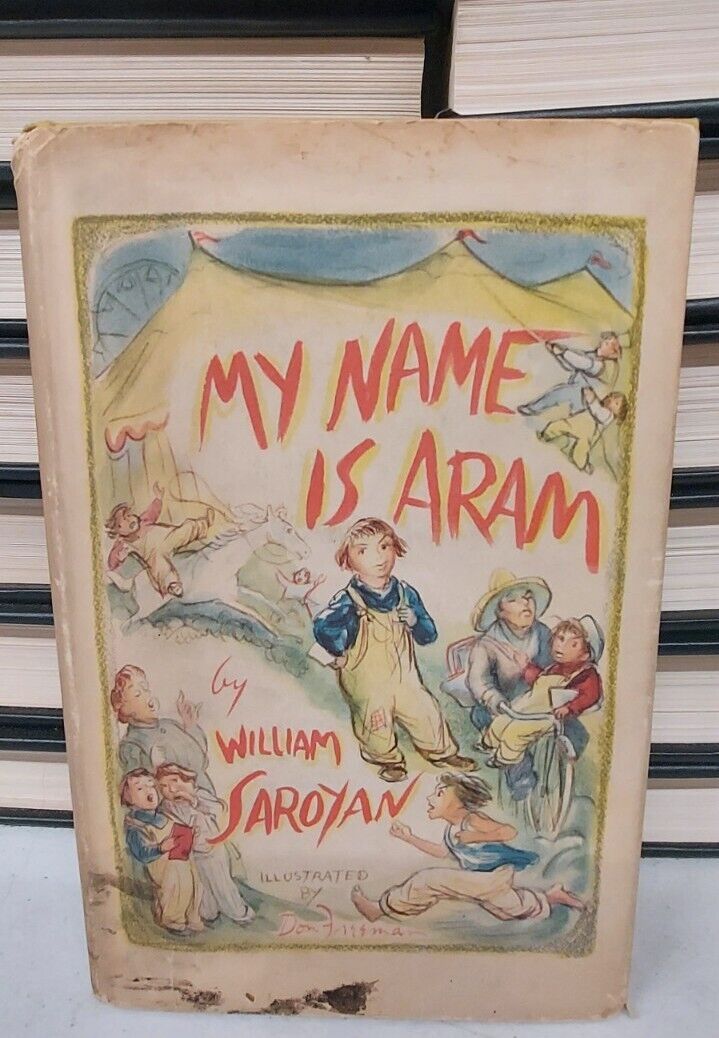 MY NAME
IS ARAM
by
WILLIAM
SAROYAN
ILLUSTRATED
BY
Don Freeman